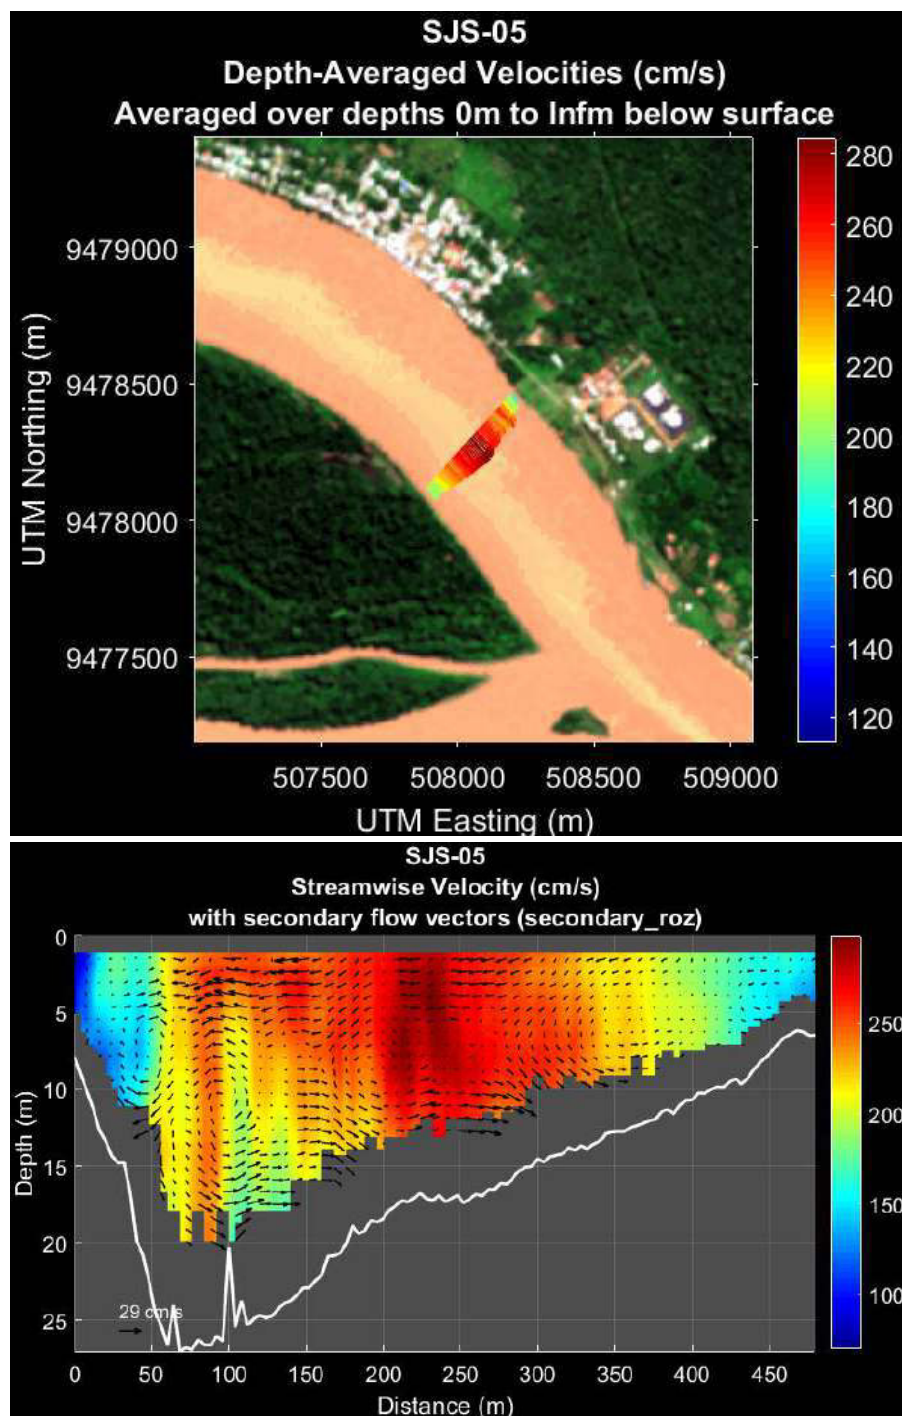 SJS-05
Depth-Averaged Velocities (cm/s)
Averaged over depths 0m to Infm below surface
280
260
240
220
200
180
160
140
120
9479000
9478500
9478000
9477500
UTM Northing (m)
507500 508000 508500 509000
UTM Easting (m)
SJS-05
Streamwise Velocity (cm/s)
with secondary flow vectors (secondary_roz)
0
5
10
15
20
25
Depth (m)
29 cm/s
250
200
150
100
0 50 100 150 200 250 300 350 400 450
Distance (m)